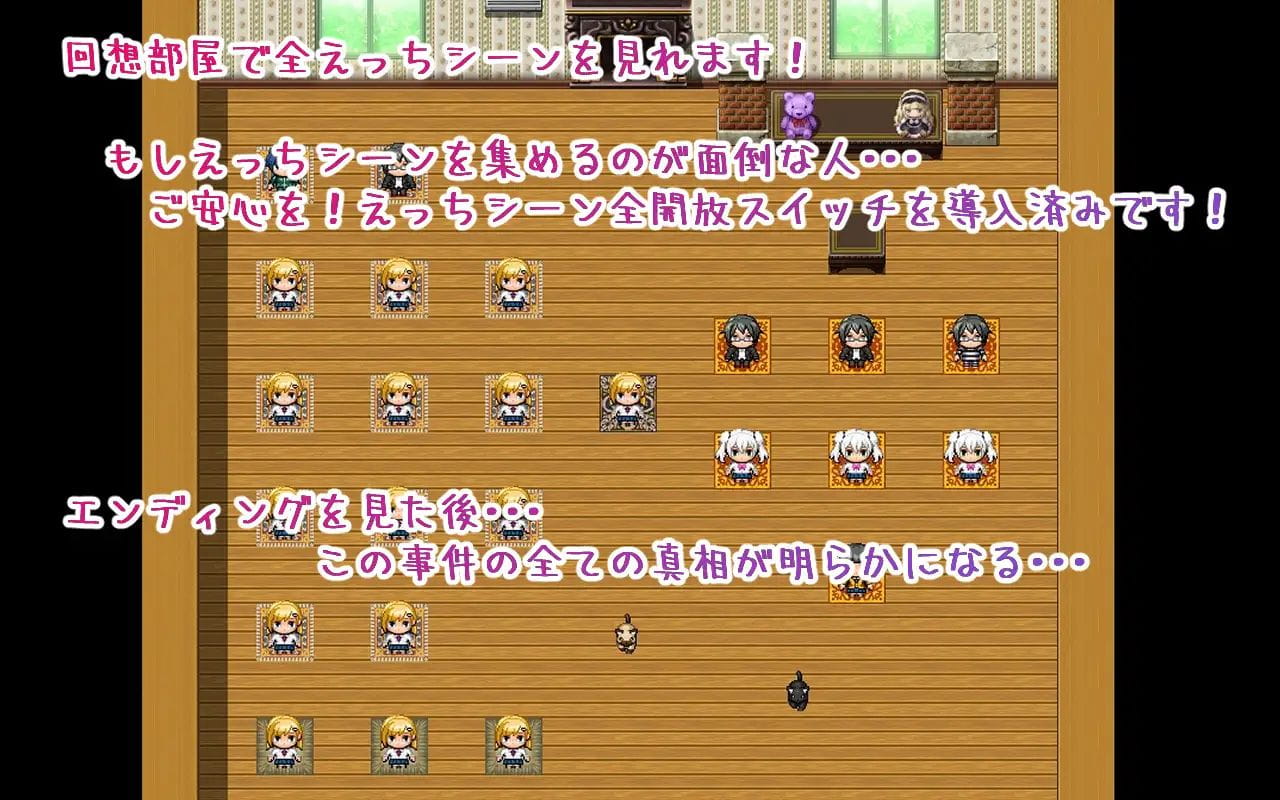 回想部屋で全えっちシーンを見れます！
もしえっちシーンを集めるのが面倒な人･･･
ご安心を！えっちシーン全開放スイッチを導入済みです！
エンディングを見た後･･･
この事件の全ての真相が明らかになる･･･